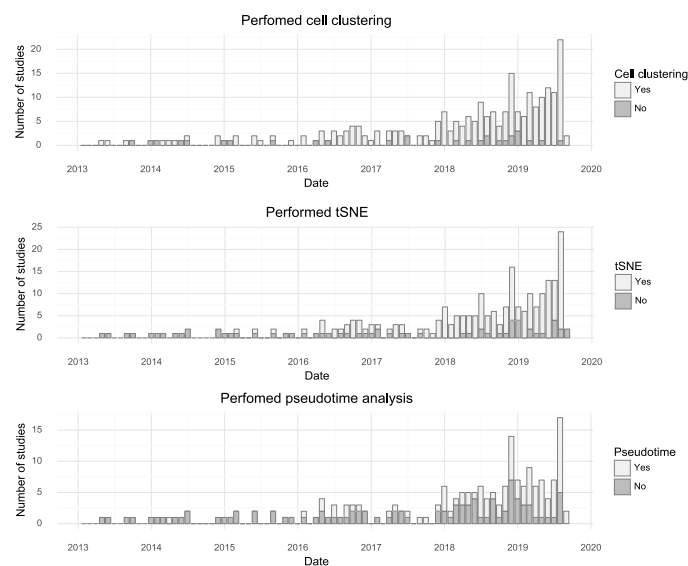 Perfomed cell clustering
Number of studies
20
15
10
5
0
2013 2014 2015 2016 2017 2018 2019 2020
Date
Cell clustering
Yes
No
Performed tSNE
Number of studies
25
20
15
10
5
0
2013 2014 2015 2016 2017 2018 2019 2020
Date
tSNE
Yes
No
Perfomed pseudotime analysis
Number of studies
15
10
5
0
2013 2014 2015 2016 2017 2018 2019 2020
Date
Pseudotime
Yes
No